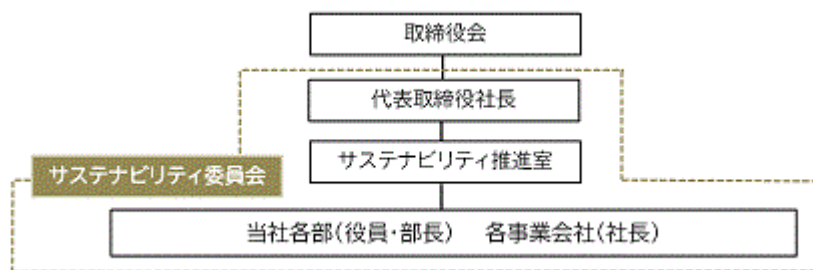 取締役会
代表取締役社長
サステナビリティ推進室
サステナビリティ委員会
当社各部(役員・部長) 各事業会社(社長)